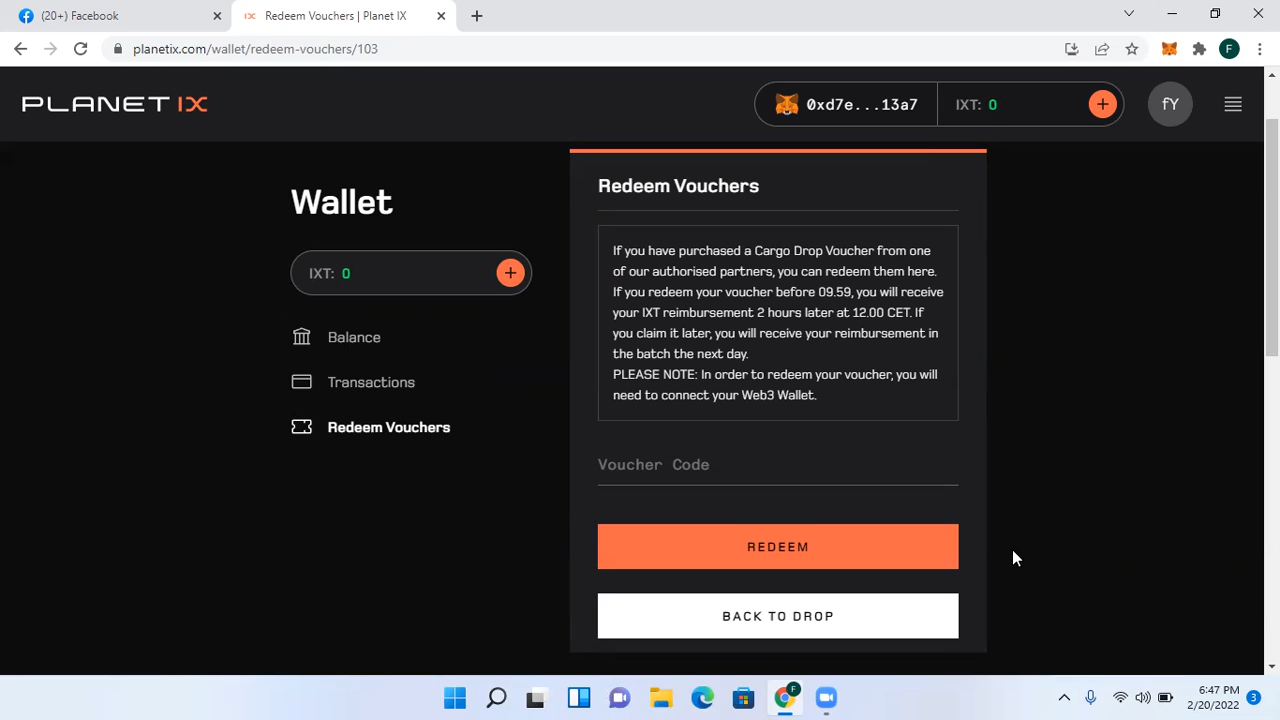 (20+) Facebook
Redeem Vouchers | Planet IX
planetix.com/wallet/redeem-vouchers/103
F
PLANET IX
0xd7e...13a7
IXT: 0
fY
Wallet
IXT: 0
Balance
Transactions
Redeem Vouchers
Redeem Vouchers
If you have purchased a Cargo Drop Voucher from one
of our authorised partners, you can redeem them here.
If you redeem your voucher before 09.59, you will receive
your IXT reimbursement 2 hours later at 12.00 CET. If
you claim it later, you will receive your reimbursement in
the batch the next day.
PLEASE NOTE: In order to redeem your voucher, you will
need to connect your Web3 Wallet.
Voucher Code
REDEEM
BACK TO DROP
F
6:47 PM
2/20/2022
3